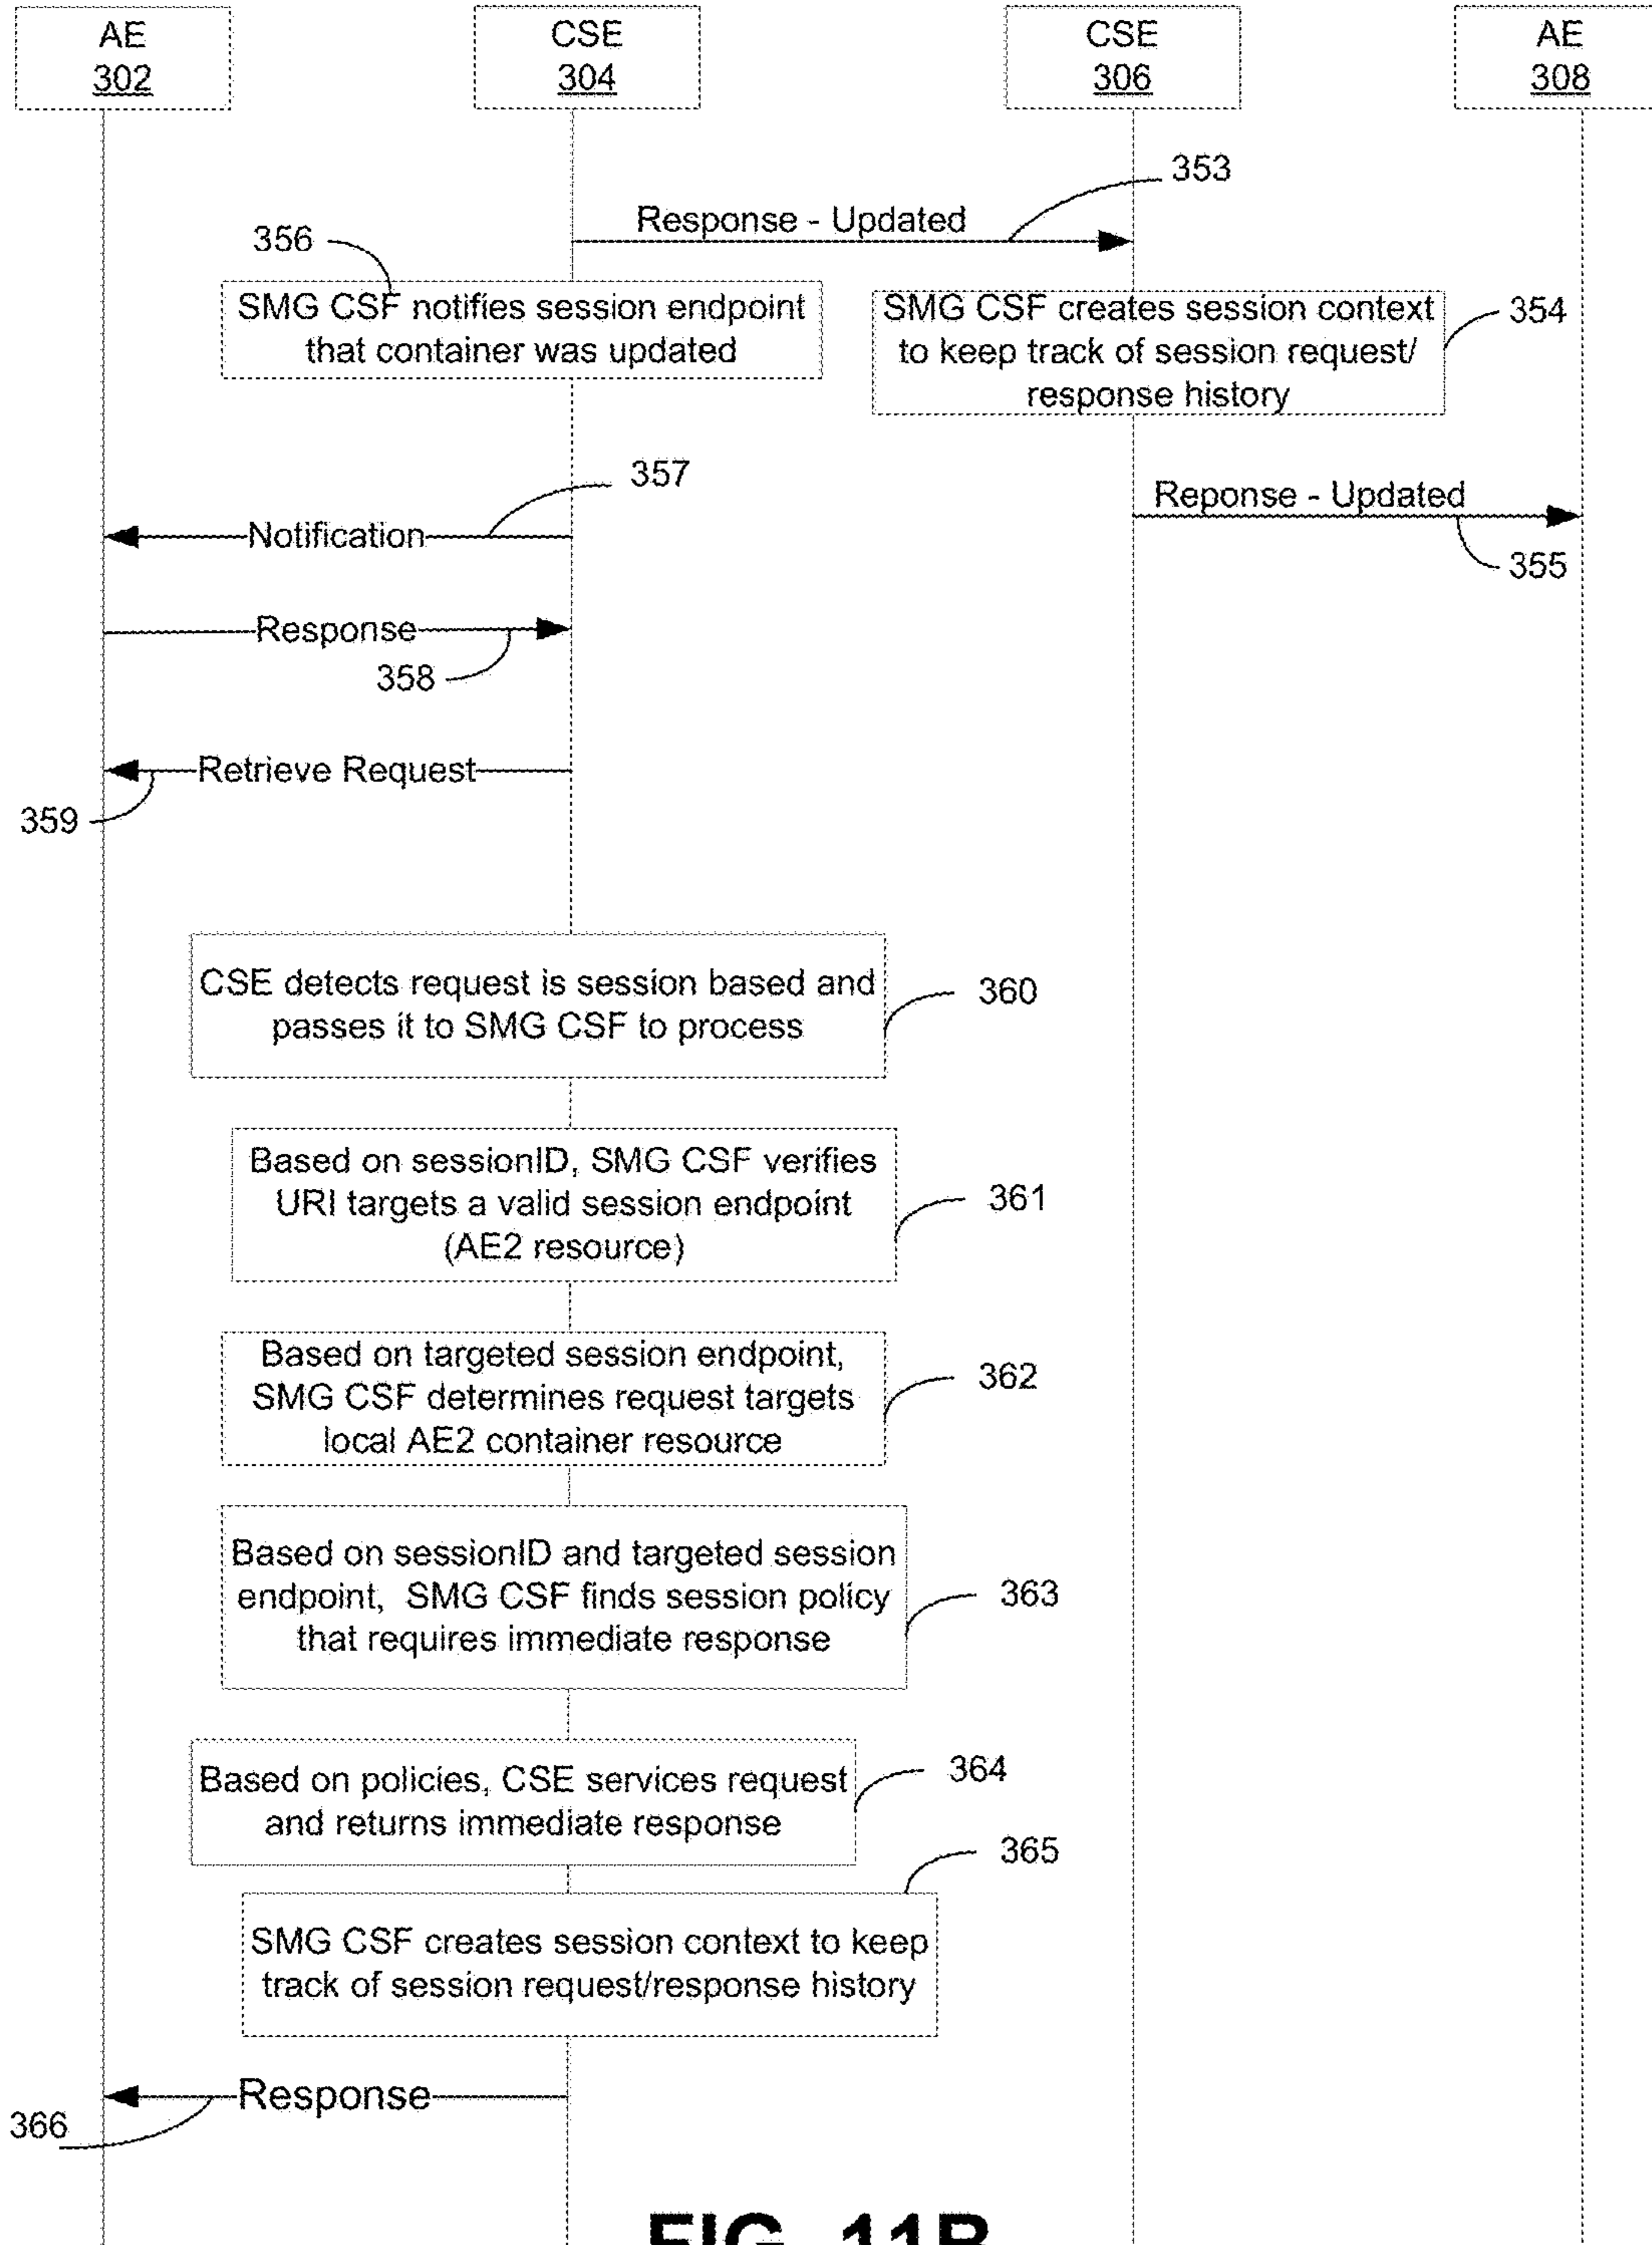 AE
302
CSE
304
CSE
306
AE
308
353
Response - Updated
356
SMG CSF notifies session endpoint
that container was updated
SMG CSF creates session context
to keep track of session request/
response history
354
357
Reponse - Updated
Notification
355
Response
358
Retrieve Request
359
CSE detects request is session based and
passes it to SMG CSF to process
360
Based on sessionID, SMG CSF verifies
URI targets a valid session endpoint
(AE2 resource)
361
Based on targeted session endpoint,
SMG CSF determines request targets
local AE2 container resource
362
Based on sessionID and targeted session
endpoint, SMG CSF finds session policy
that requires immediate response
363
Based on policies, CSE services request
and returns immediate response
364
365
SMG CSF creates session context to keep
track of session request/response history
Response
366
FIG. 11B